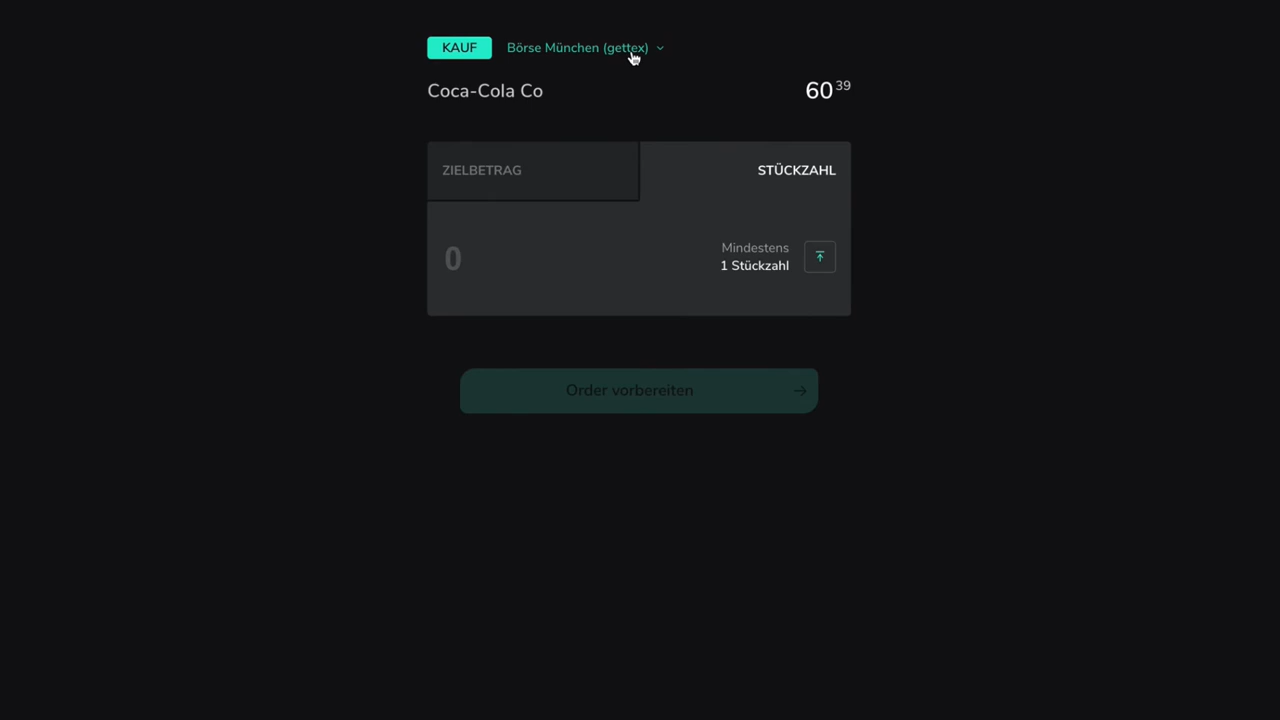 KAUF Börse München (gettex)
Coca-Cola Co 60 39
ZIELBETRAG STÜCKZAHL
0 Mindestens
1 Stückzahl
Order vorbereiten